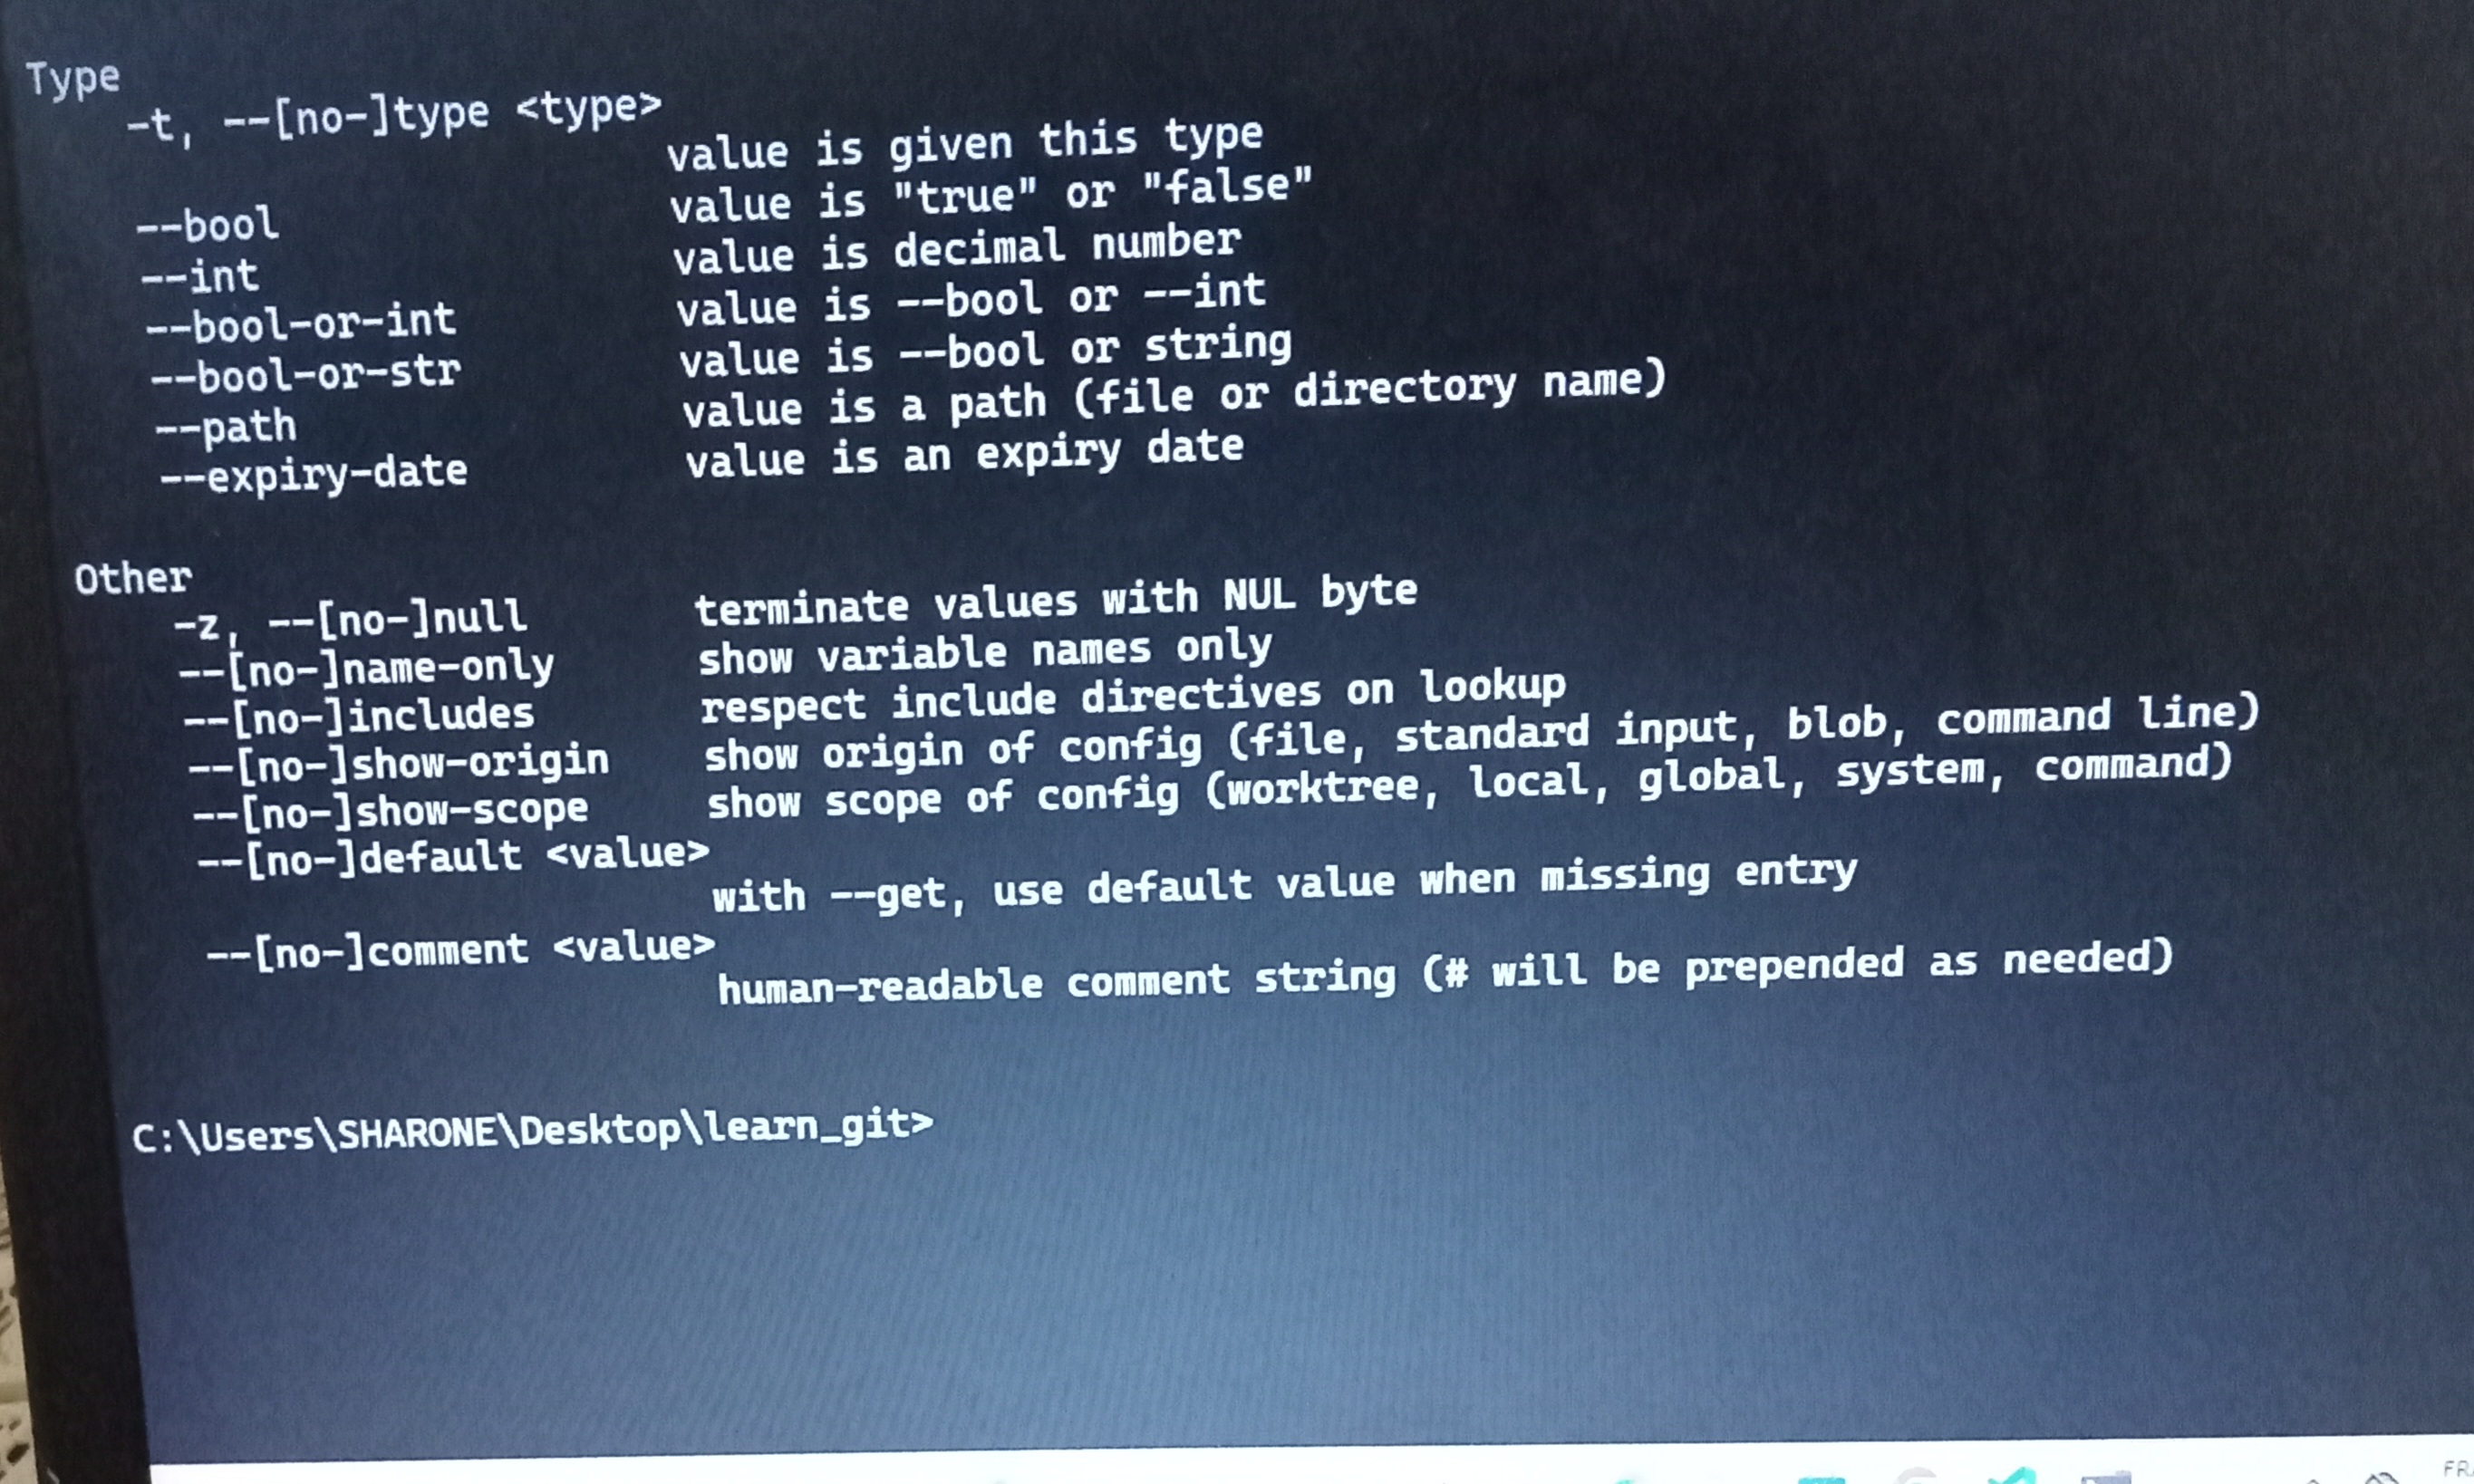 Type
-t, --[no-]type <type>
value is given this type
--bool value is "true" or "false"
--int value is decimal number
--bool-or-int value is --bool or --int
--bool-or-str value is --bool or string
--path value is a path (file or directory name)
--expiry-date value is an expiry date
Other
-z, --[no-]null terminate values with NUL byte
--[no-]name-only show variable names only
--[no-]includes respect include directives on lookup
--[no-]show-origin show origin of config (file, standard input, blob, command line)
--[no-]show-scope show scope of config (worktree, local, global, system, command)
--[no-]default <value>
with --get, use default value when missing entry
--[no-]comment <value>
human-readable comment string (# will be prepended as needed)
C:\Users\SHARONE\Desktop\learn_git>